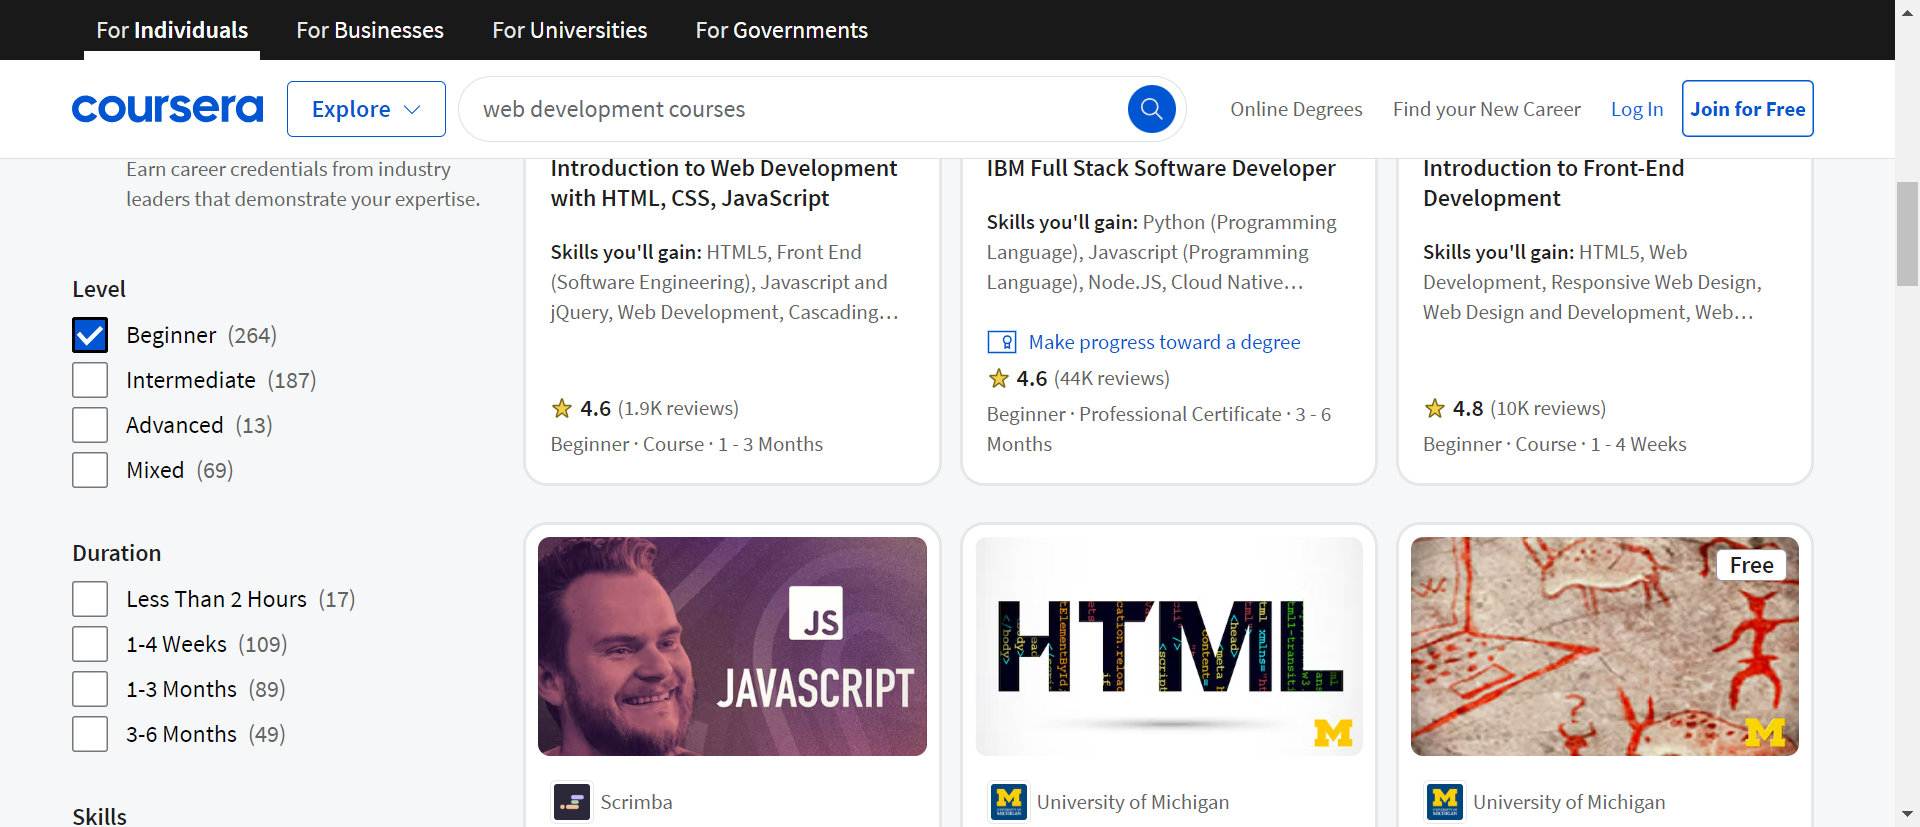 For Individuals
For Businesses
For Universities
For Governments
coursera
Explore
web development courses
Online Degrees
Find your New Career
Log In
Join for Free
Earn career credentials from industry
leaders that demonstrate your expertise.
Level
Beginner (264)
Intermediate (187)
Advanced (13)
Mixed (69)
Duration
Less Than 2 Hours (17)
1-4 Weeks (109)
1-3 Months (89)
3-6 Months (49)
Skills
Introduction to Web Development
with HTML, CSS, JavaScript
Skills you'll gain: HTML5, Front End
(Software Engineering), Javascript and
jQuery, Web Development, Cascading...
4.6 (1.9K reviews)
Beginner · Course · 1 - 3 Months
IBM Full Stack Software Developer
Skills you'll gain: Python (Programming
Language), Javascript (Programming
Language), Node.JS, Cloud Native...
Make progress toward a degree
4.6 (44K reviews)
Beginner · Professional Certificate · 3 - 6
Months
Introduction to Front-End
Development
Skills you'll gain: HTML5, Web
Development, Responsive Web Design,
Web Design and Development, Web...
4.8 (10K reviews)
Beginner · Course · 1 - 4 Weeks
JS
JAVASCRIPT
Scrimba
HTML
M
University of Michigan
Free
M
University of Michigan